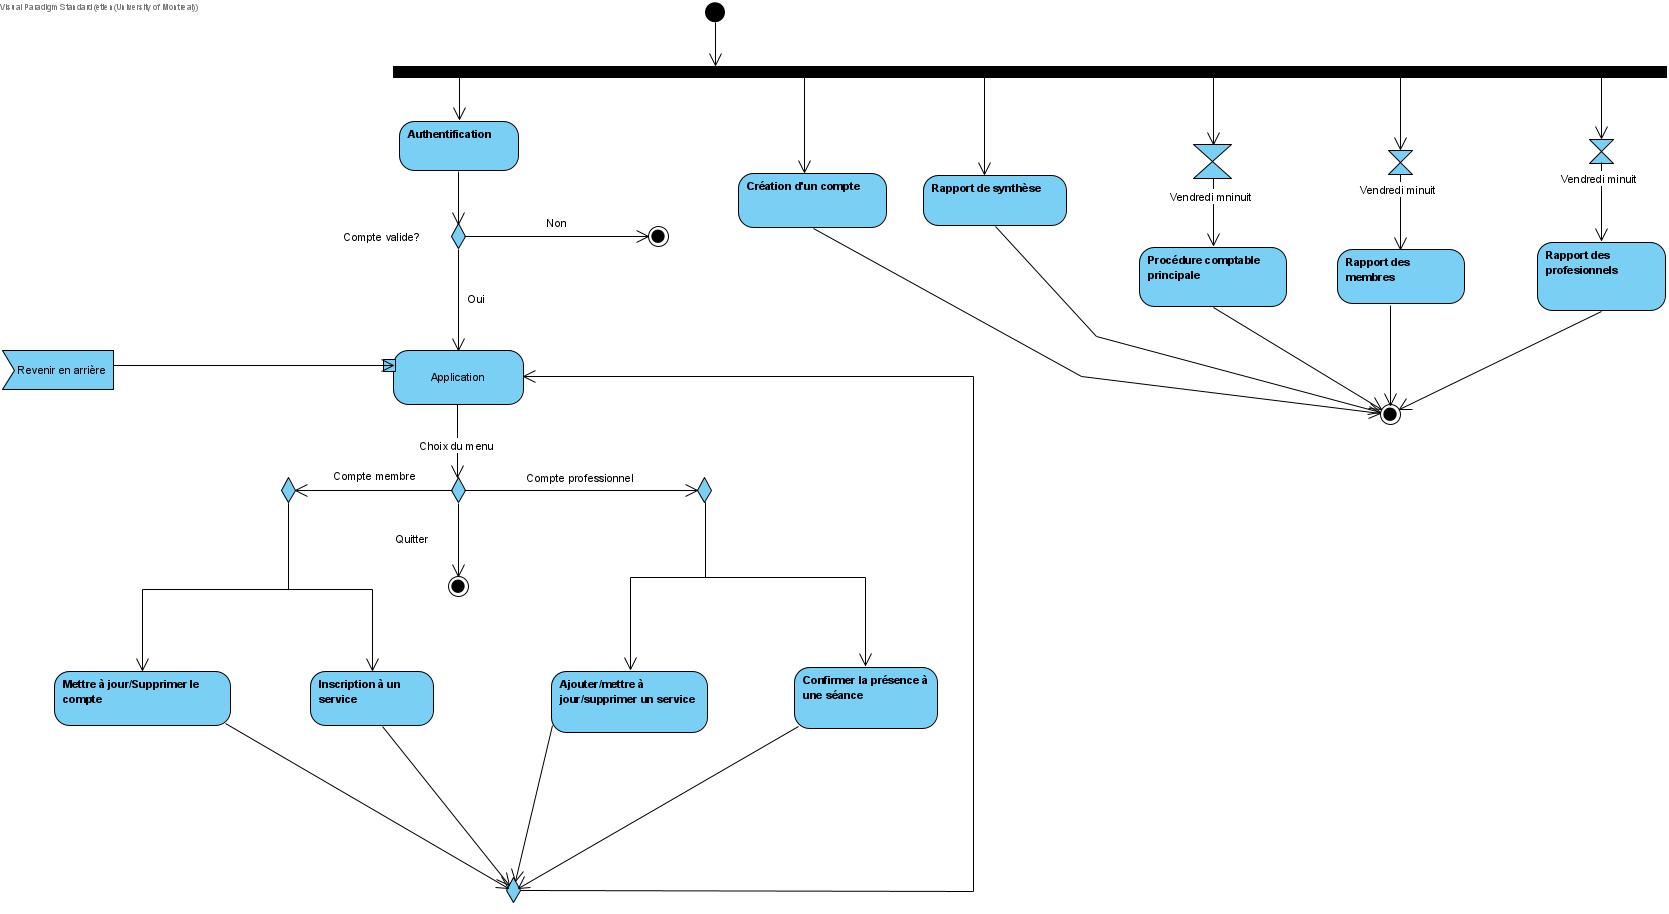 Visual Paradigm Standard (etien (University of Montreal))
Authentification
Création d'un compte
Rapport de synthèse
Vendredi mninuit
Vendredi minuit
Vendredi minuit
Non
Compte valide?
Procédure comptable
principale
Rapport des
membres
Rapport des
profesionnels
Oui
Revenir en arrière
Application
Choix du menu
Compte membre
Compte professionnel
Quitter
Mettre à jour/Supprimer le
compte
Inscription à un
service
Ajouter/mettre à
jour/supprimer un service
Confirmer la présence à
une séance